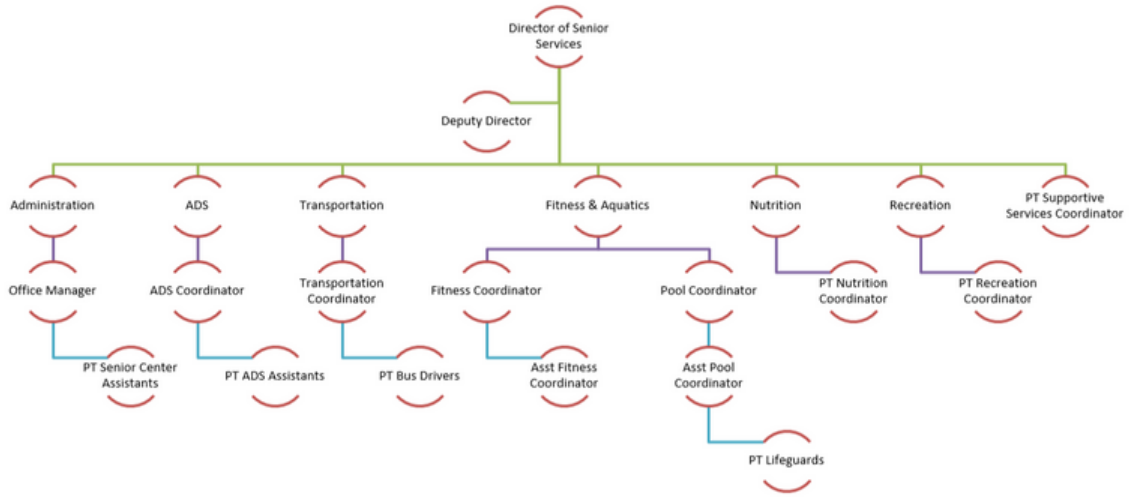 Director of Senior
Services
Deputy Director
Administration
ADS
Transportation
Fitness & Aquatics
Nutrition
Recreation
PT Supportive
Services Coordinator
Office Manager
ADS Coordinator
Transportation
Coordinator
Fitness Coordinator
Pool Coordinator
PT Nutrition
Coordinator
PT Recreation
Coordinator
PT Senior Center
Assistants
PT ADS Assistants
PT Bus Drivers
Asst Fitness
Coordinator
Asst Pool
Coordinator
PT Lifeguards